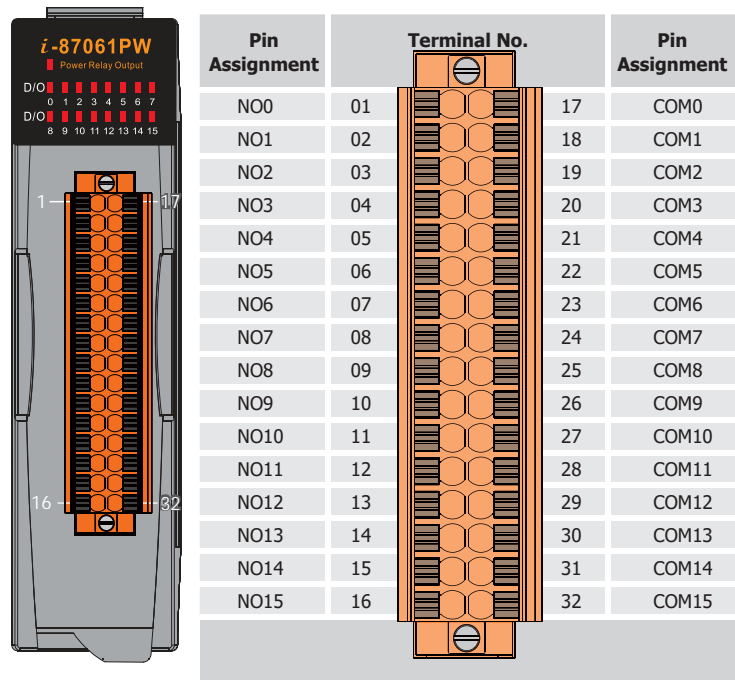 i-87061PW
Power Relay Output
D/O
0 1 2 3 4 5 6 7
D/O
8 9 10 11 12 13 14 15
1 17
16 32
Pin Assignment Terminal No. Pin Assignment
NO0 01 17 COM0
NO1 02 18 COM1
NO2 03 19 COM2
NO3 04 20 COM3
NO4 05 21 COM4
NO5 06 22 COM5
NO6 07 23 COM6
NO7 08 24 COM7
NO8 09 25 COM8
NO9 10 26 COM9
NO10 11 27 COM10
NO11 12 28 COM11
NO12 13 29 COM12
NO13 14 30 COM13
NO14 15 31 COM14
NO15 16 32 COM15